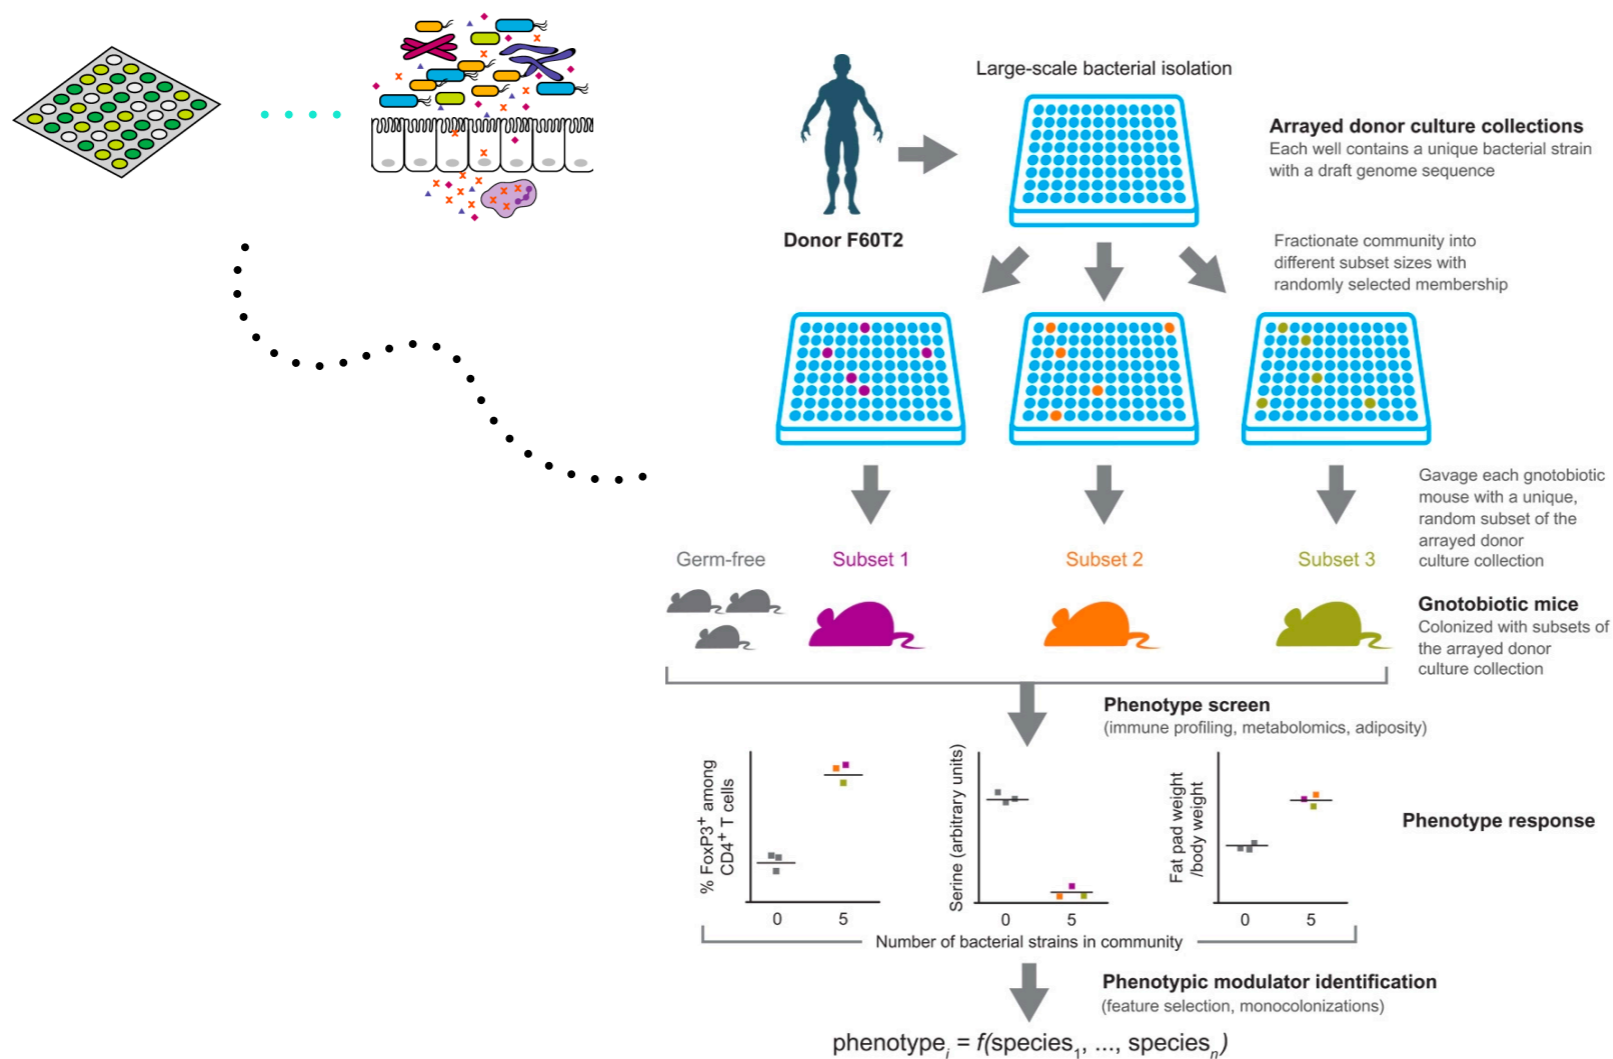 Large-scale bacterial isolation
Arrayed donor culture collections
Each well contains a unique bacterial strain
with a draft genome sequence
Donor F60T2
Fractionate community into
different subset sizes with
randomly selected membership
Gavage each gnotobiotic
mouse with a unique,
random subset of the
arrayed donor
culture collection
Germ-free
Subset 1
Subset 2
Subset 3
Gnotobiotic mice
Colonized with subsets of
the arrayed donor
culture collection
Phenotype screen
(immune profiling, metabolomics, adiposity)
% FoxP3⁺ among
CD4⁺ T cells
0 5
Serine (arbitrary units)
0 5
Fat pad weight
/body weight
0 5
Phenotype response
Number of bacterial strains in community
Phenotypic modulator identification
(feature selection, monocolonizations)
phenotypeᵢ = f(species₁, ..., speciesₙ)